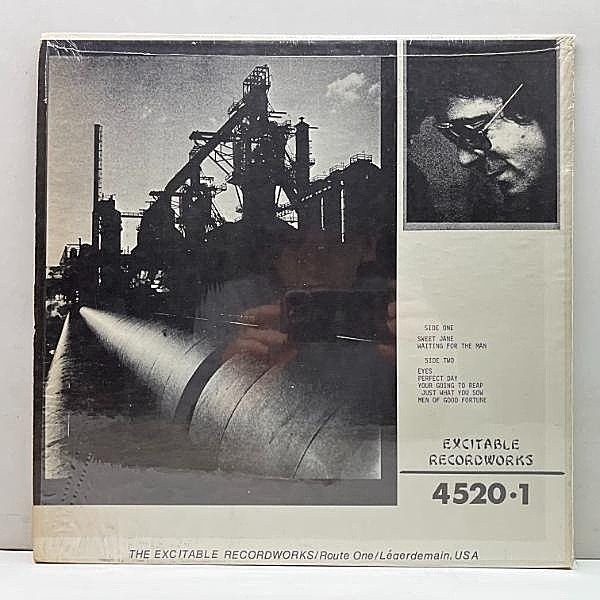 SIDE ONE
SWEET JANE
WAITING FOR THE MAN
SIDE TWO
EYES
PERFECT DAY
YOUR GOING TO REAP
JUST WHAT YOU SOW
MEN OF GOOD FORTUNE
EXCITABLE
RECORDWORKS
4520·1
THE EXCITABLE RECORDWORKS/Route One/Légerdemain, USA